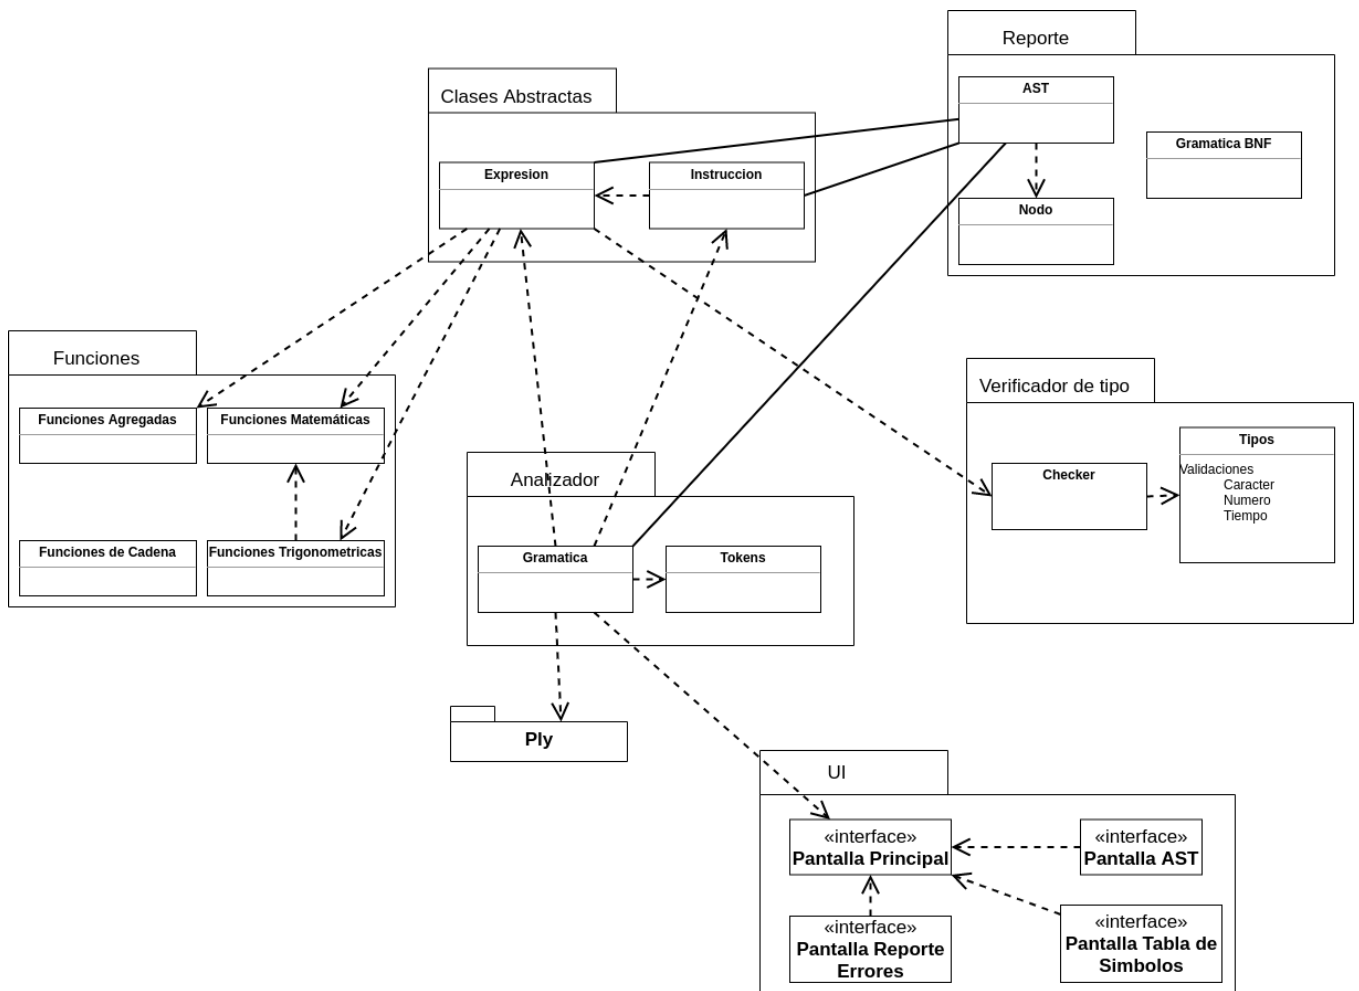 Reporte
AST
Gramatica BNF
Nodo
Clases Abstractas
Expresion
Instruccion
Funciones
Funciones Agregadas
Funciones Matemáticas
Funciones de Cadena
Funciones Trigonometricas
Verificador de tipo
Checker
Tipos
Validaciones
Caracter
Numero
Tiempo
Analizador
Gramatica
Tokens
Ply
UI
«interface»
Pantalla Principal
«interface»
Pantalla AST
«interface»
Pantalla Reporte
Errores
«interface»
Pantalla Tabla de
Simbolos